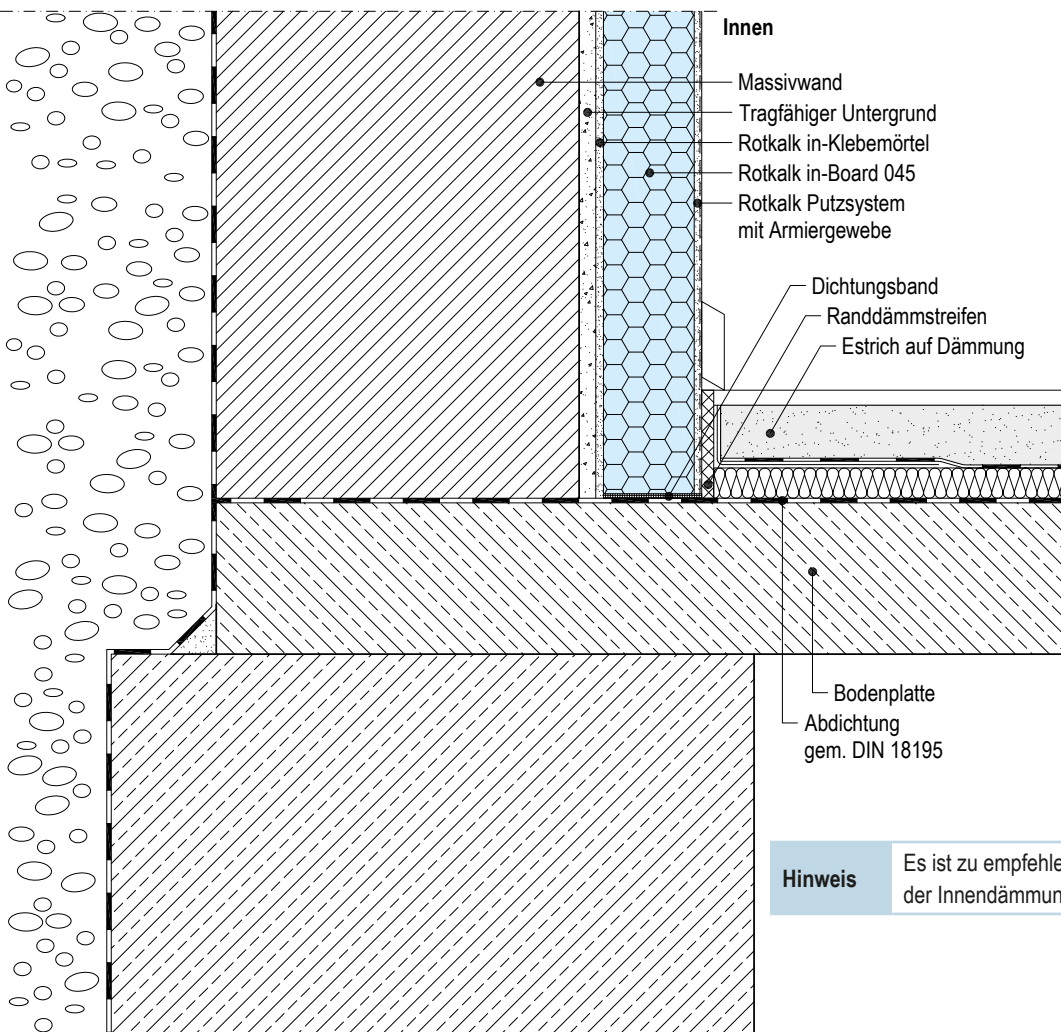 Innen
Massivwand
Tragfähiger Untergrund
Rotkalk in-Klebemörtel
Rotkalk in-Board 045
Rotkalk Putzsystem
mit Armiergewebe
Dichtungsband
Randdämmstreifen
Estrich auf Dämmung
Bodenplatte
Abdichtung
gem. DIN 18195
Hinweis
Es ist zu empfehle
der Innendämmun